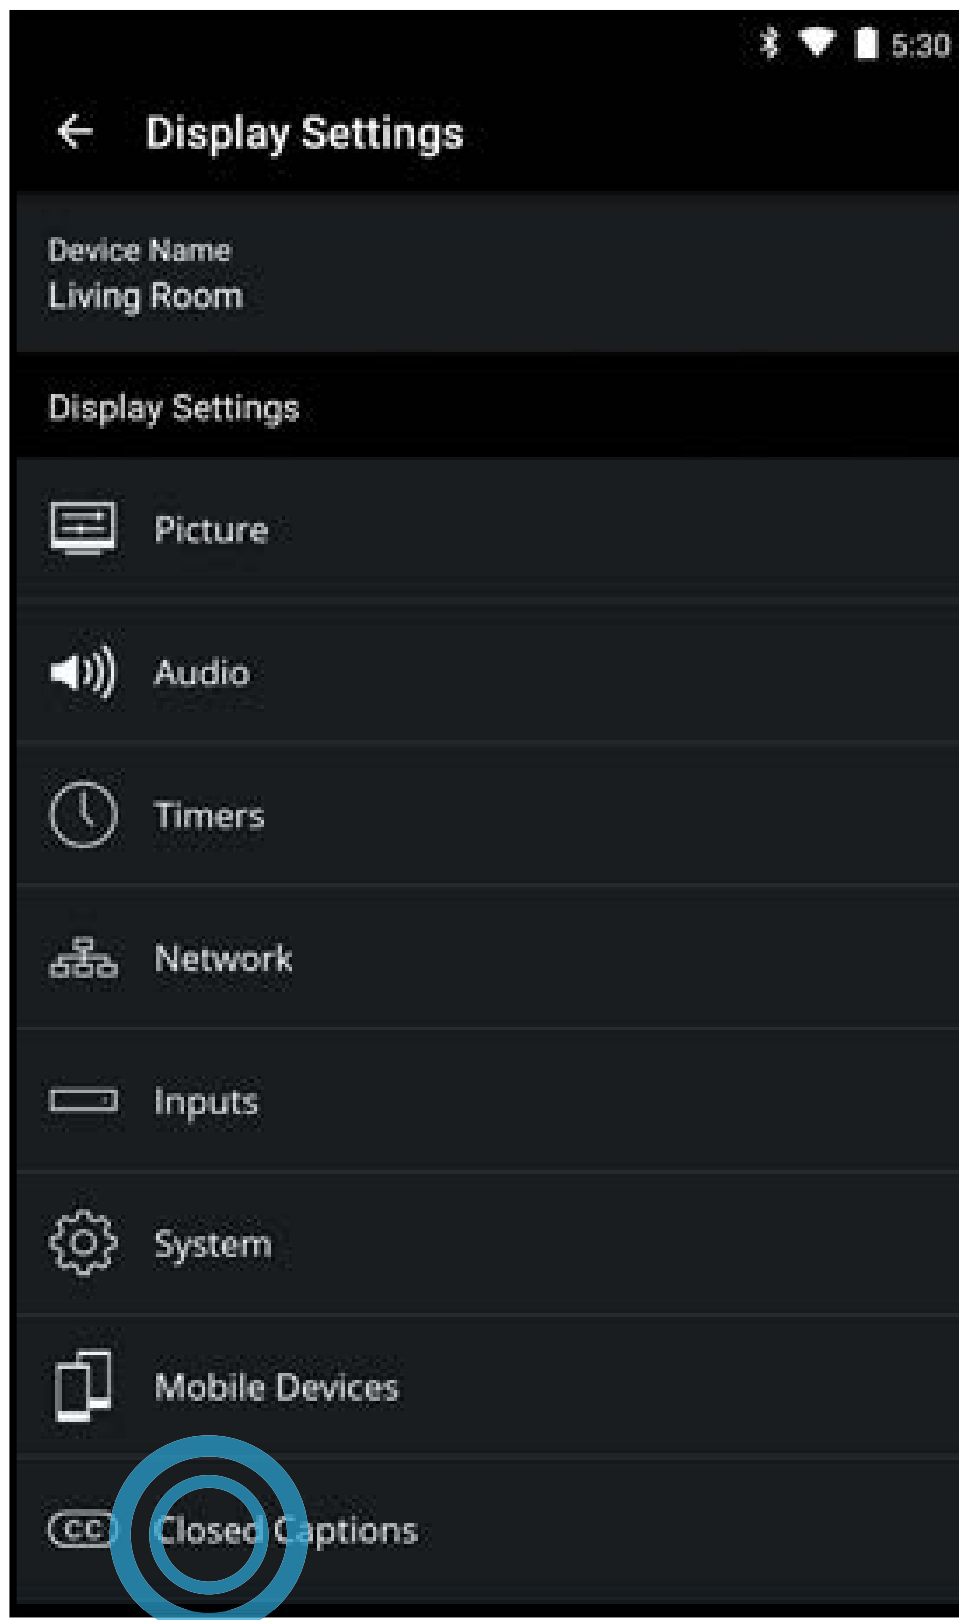 5:30
Display Settings
Device Name
Living Room
Display Settings
Picture
Audio
Timers
Network
Inputs
System
Mobile Devices
CC Closed Captions